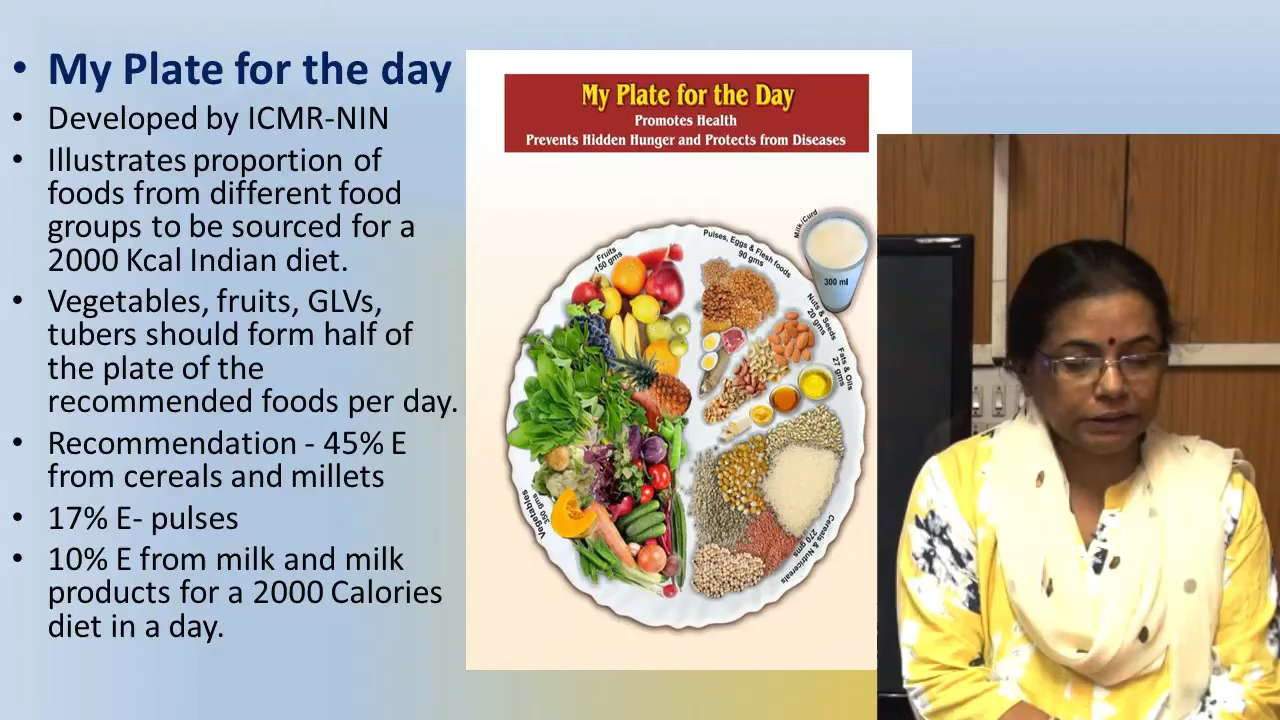 • My Plate for the day
• Developed by ICMR-NIN
• Illustrates proportion of
foods from different food
groups to be sourced for a
2000 Kcal Indian diet.
• Vegetables, fruits, GLVs,
tubers should form half of
the plate of the
recommended foods per day.
• Recommendation - 45% E
from cereals and millets
• 17% E- pulses
• 10% E from milk and milk
products for a 2000 Calories
diet in a day.
My Plate for the Day
Promotes Health
Prevents Hidden Hunger and Protects from Diseases
Fruits
150 gms
Pulses, Eggs & Flesh foods
90 gms
Milk/Curd
300 ml
Nuts & Seeds
20 gms
Fats & Oils
27 gms
Vegetables
350 gms
Cereals & Nutricereals
270 gms